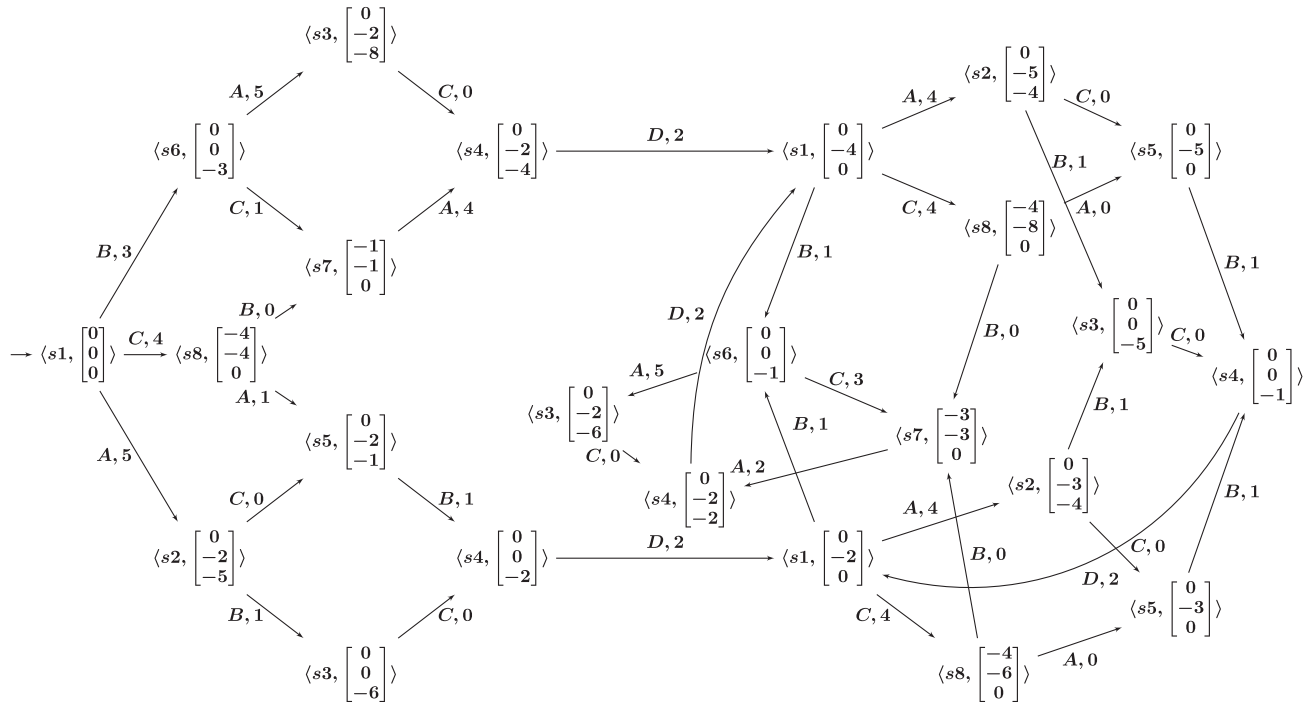 ⟨s3, [0 −2 −8]⟩
A, 5
C, 0
⟨s6, [0 0 −3]⟩
⟨s4, [0 −2 −4]⟩
D, 2
C, 1
A, 4
⟨s7, [−1 −1 0]⟩
B, 3
B, 0
⟨s1, [0 0 0]⟩
C, 4
⟨s8, [−4 −4 0]⟩
A, 1
A, 5
⟨s5, [0 −2 −1]⟩
C, 0
B, 1
⟨s2, [0 −2 −5]⟩
⟨s4, [0 0 −2]⟩
D, 2
B, 1
C, 0
⟨s3, [0 0 −6]⟩
⟨s2, [0 −5 −4]⟩
A, 4
C, 0
⟨s1, [0 −4 0]⟩
⟨s5, [0 −5 0]⟩
B, 1
C, 4
A, 0
⟨s8, [−4 −8 0]⟩
B, 1
B, 1
D, 2
B, 0
⟨s3, [0 0 −5]⟩
C, 0
⟨s6, [0 0 −1]⟩
⟨s4, [0 0 −1]⟩
A, 5
C, 3
⟨s3, [0 −2 −6]⟩
B, 1
B, 1
⟨s7, [−3 −3 0]⟩
C, 0
A, 2
⟨s4, [0 −2 −2]⟩
⟨s2, [0 −3 −4]⟩
B, 1
A, 4
C, 0
⟨s1, [0 −2 0]⟩
B, 0
D, 2
C, 4
⟨s5, [0 −3 0]⟩
A, 0
⟨s8, [−4 −6 0]⟩